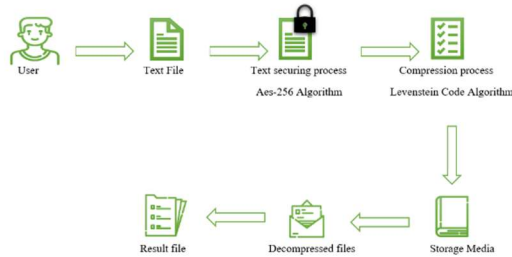 User
Text File
Text securing process
Aes-256 Algorithm
Compression process
Levenstein Code Algorithm
Result file
Decompressed files
Storage Media